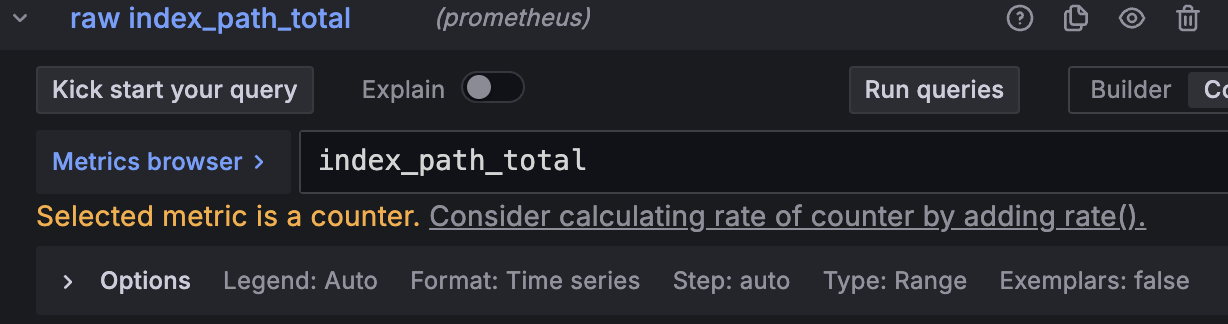 raw index_path_total (prometheus)
Kick start your query Explain Run queries Builder
Metrics browser > index_path_total
Selected metric is a counter. Consider calculating rate of counter by adding rate().
> Options Legend: Auto Format: Time series Step: auto Type: Range Exemplars: false